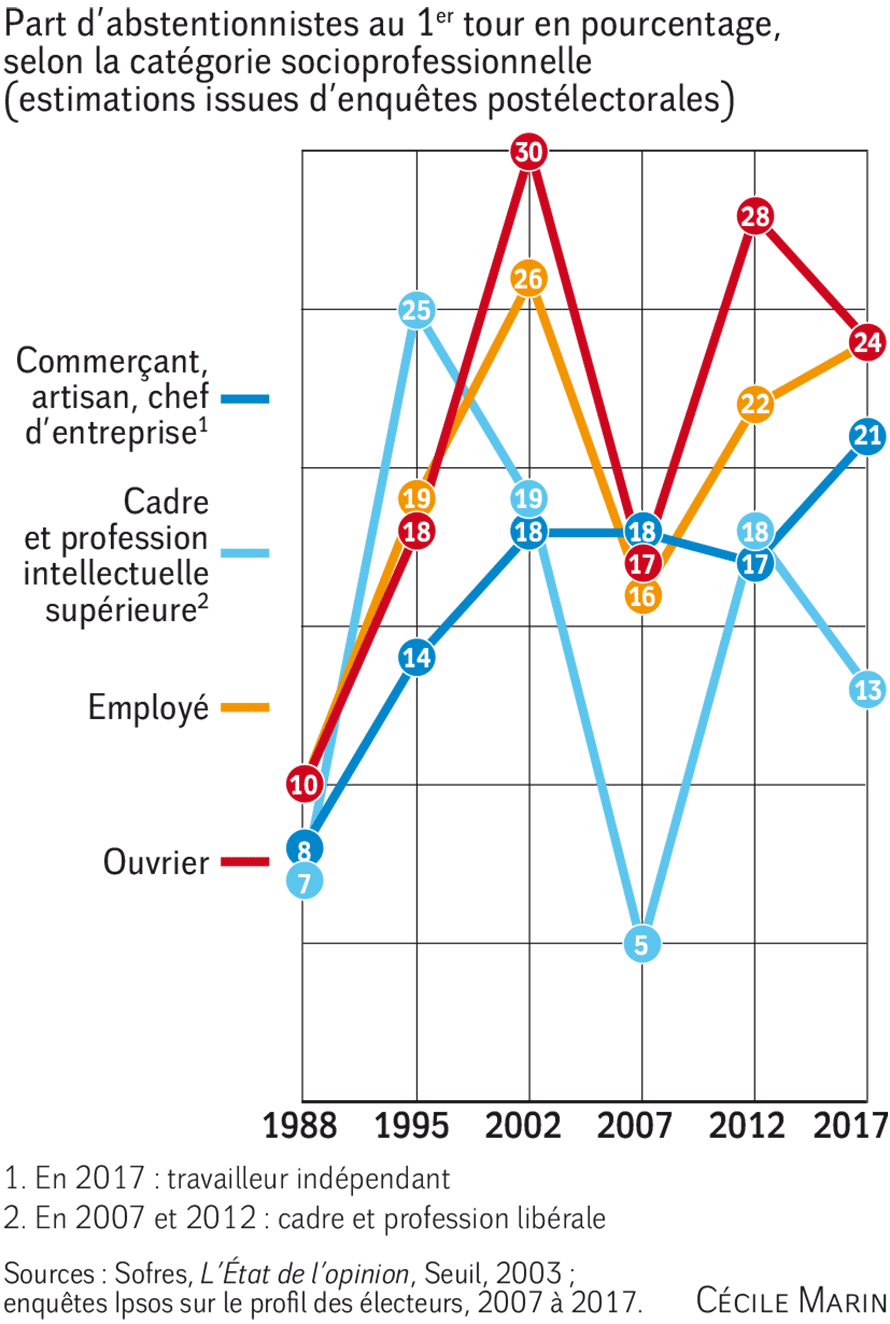 Part d’abstentionnistes au 1er tour en pourcentage,
selon la catégorie socioprofessionnelle
(estimations issues d’enquêtes postélectorales)
30
28
26
25
24
Commerçant,
artisan, chef
d’entreprise1
22
21
Cadre
et profession
intellectuelle
supérieure2
19
18
19
18
18
17
16
18
17
14
13
Employé
10
8
7
Ouvrier
5
1988 1995 2002 2007 2012 2017
1. En 2017 : travailleur indépendant
2. En 2007 et 2012 : cadre et profession libérale
Sources : Sofres, L’État de l’opinion, Seuil, 2003 ;
enquêtes Ipsos sur le profil des électeurs, 2007 à 2017.
Cécile Marin